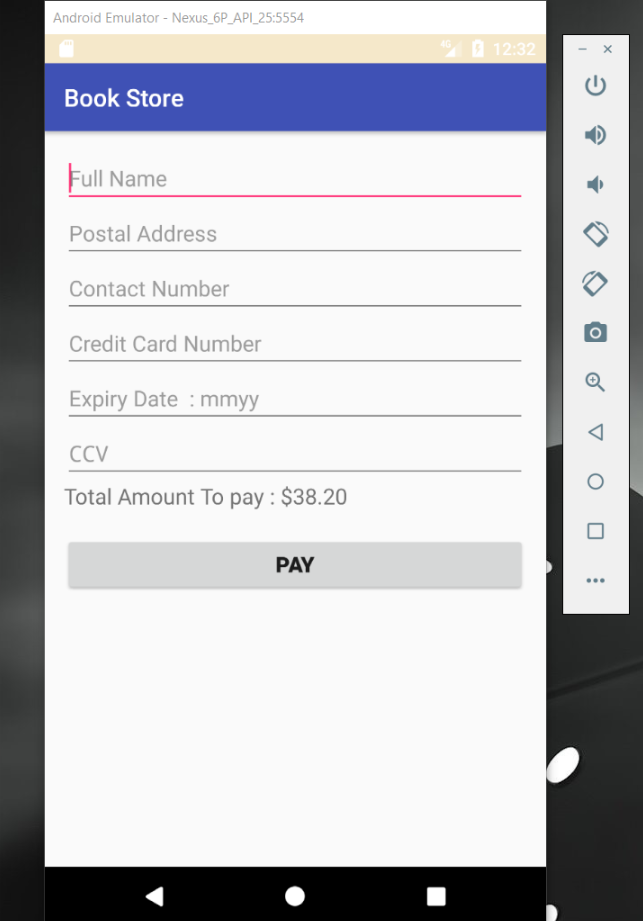 Android Emulator - Nexus_6P_API_25:5554
4G 12:32
Book Store
Full Name
Postal Address
Contact Number
Credit Card Number
Expiry Date  : mmyy
CCV
Total Amount To pay : $38.20
PAY